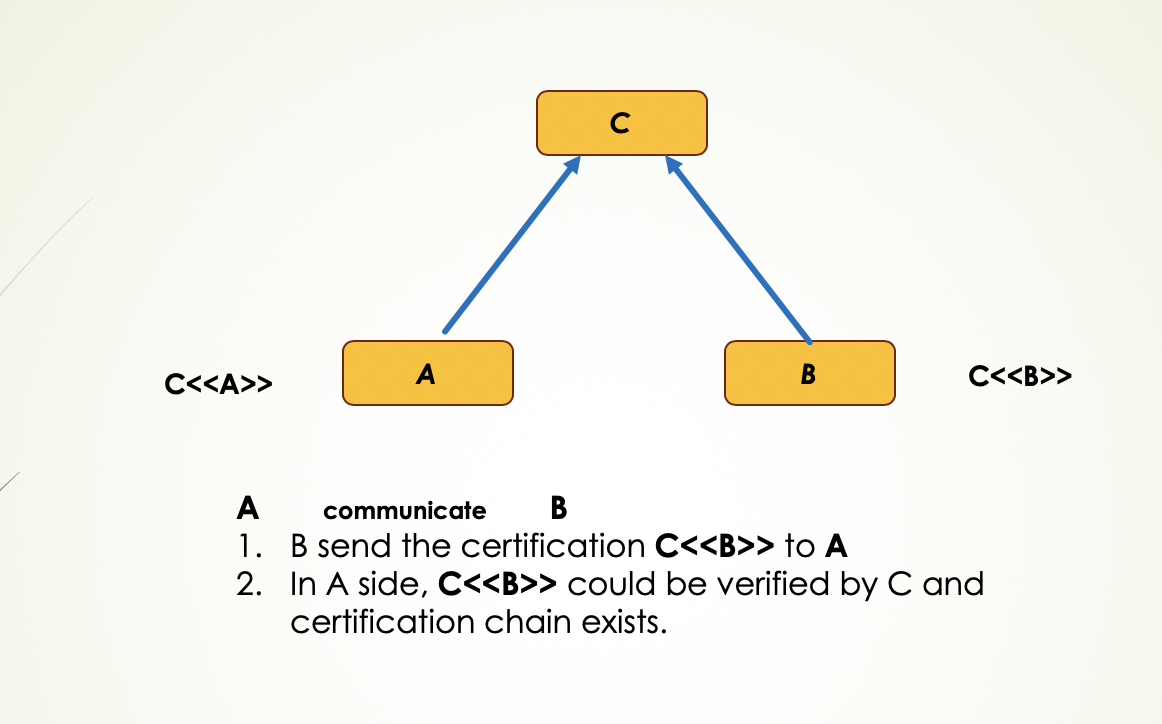 C
C<<A>>
A
B
C<<B>>
A communicate B
1. B send the certification C<<B>> to A
2. In A side, C<<B>> could be verified by C and
certification chain exists.